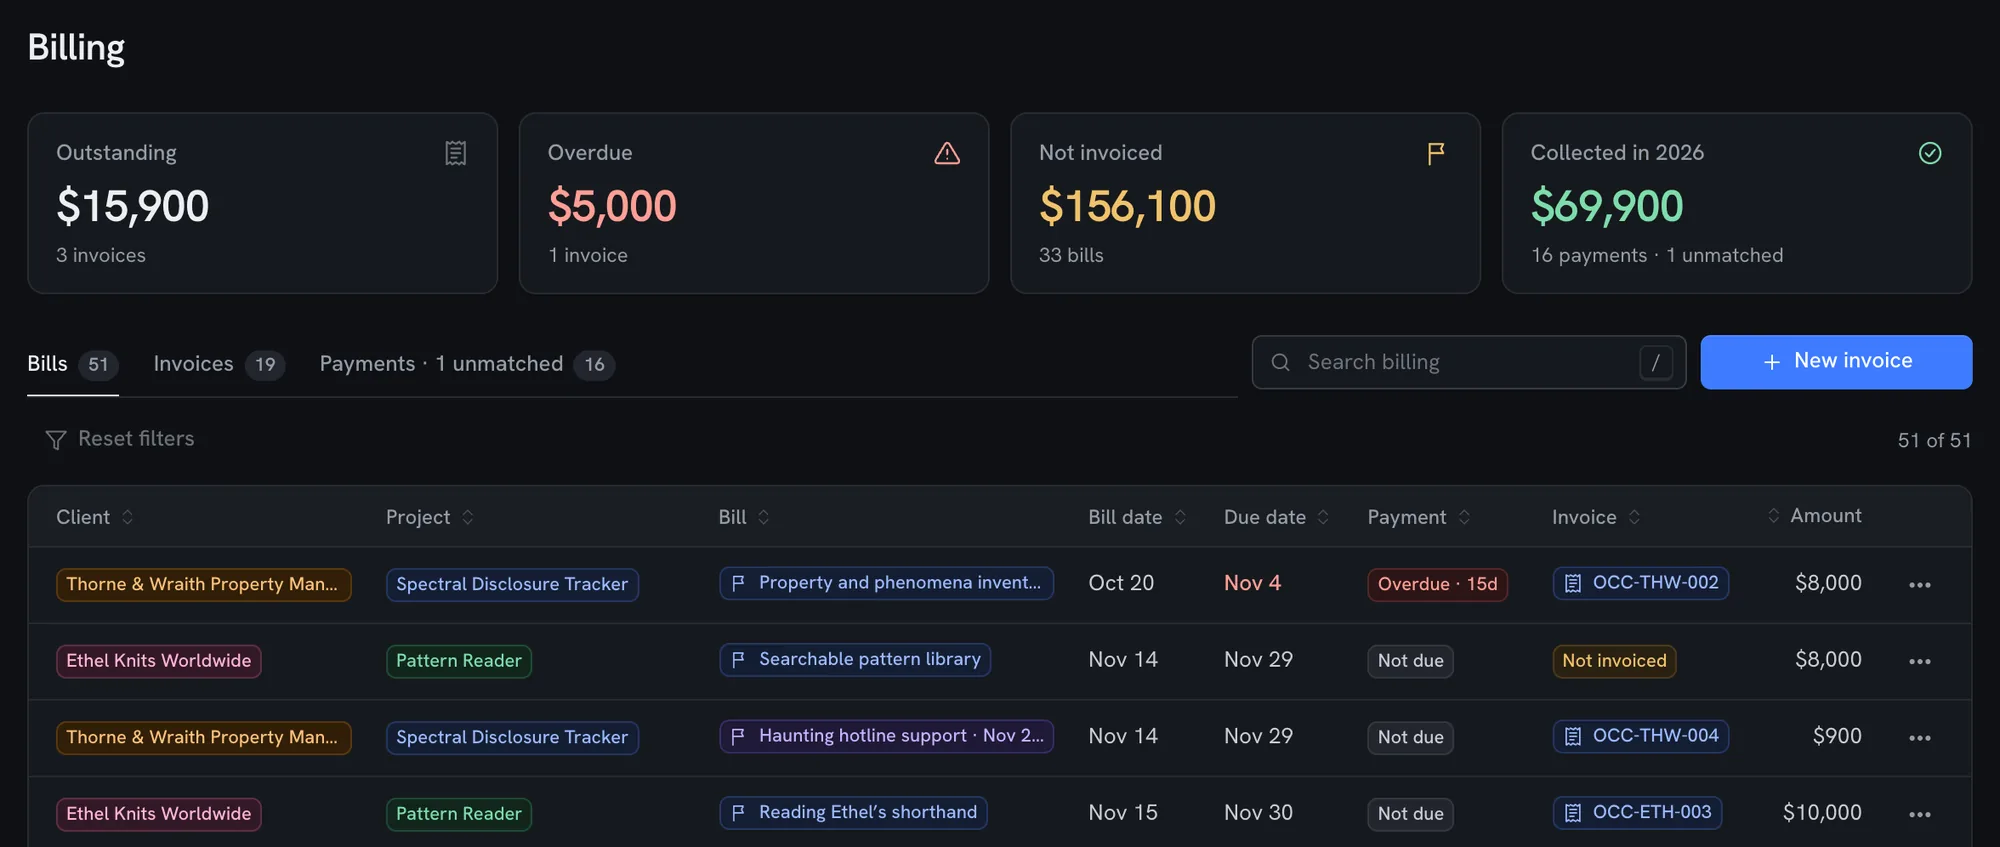 Billing
Outstanding
$15,900
3 invoices
Overdue
$5,000
1 invoice
Not invoiced
$156,100
33 bills
Collected in 2026
$69,900
16 payments · 1 unmatched
Bills 51 Invoices 19 Payments · 1 unmatched 16
Search billing /
+ New invoice
Reset filters
51 of 51
Client Project Bill Bill date Due date Payment Invoice Amount
Thorne & Wraith Property Man... Spectral Disclosure Tracker Property and phenomena invent... Oct 20 Nov 4 Overdue · 15d OCC-THW-002 $8,000
Ethel Knits Worldwide Pattern Reader Searchable pattern library Nov 14 Nov 29 Not due Not invoiced $8,000
Thorne & Wraith Property Man... Spectral Disclosure Tracker Haunting hotline support · Nov 2... Nov 14 Nov 29 Not due OCC-THW-004 $900
Ethel Knits Worldwide Pattern Reader Reading Ethel’s shorthand Nov 15 Nov 30 Not due OCC-ETH-003 $10,000